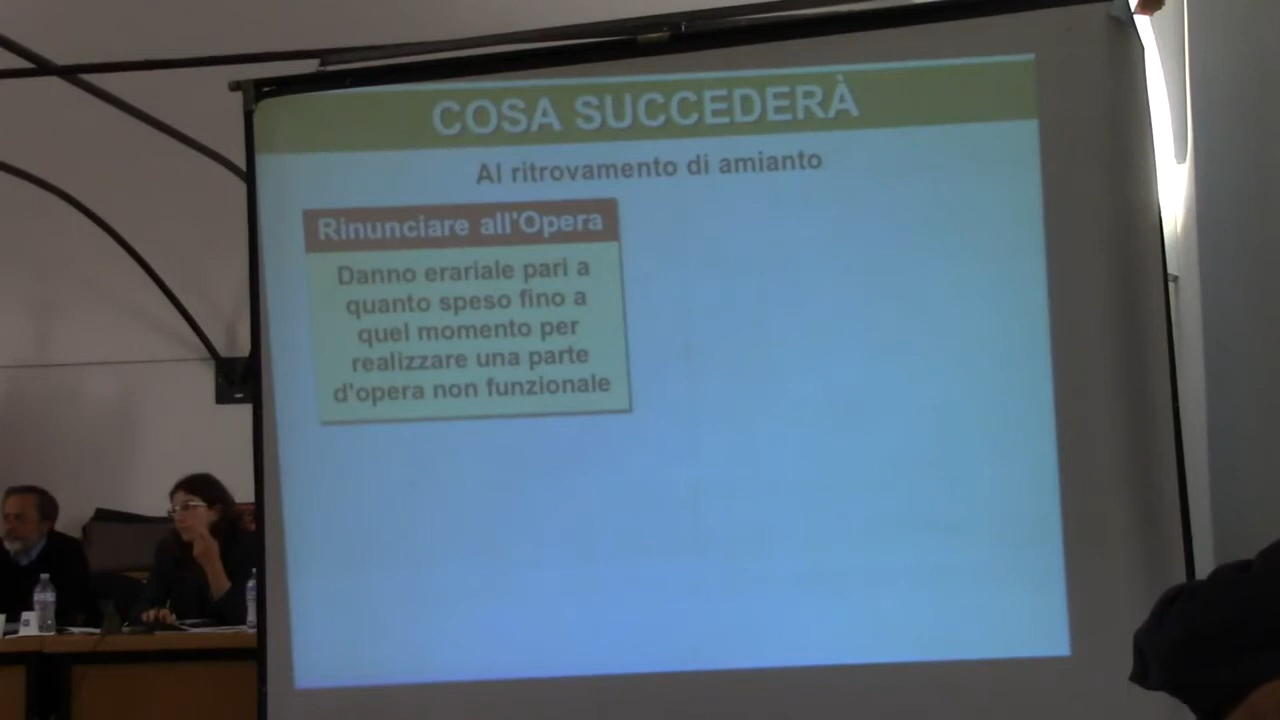 COSA SUCCEDERÀ
Al ritrovamento di amianto
Rinunciare all'Opera
Danno erariale pari a
quanto speso fino a
quel momento per
realizzare una parte
d'opera non funzionale